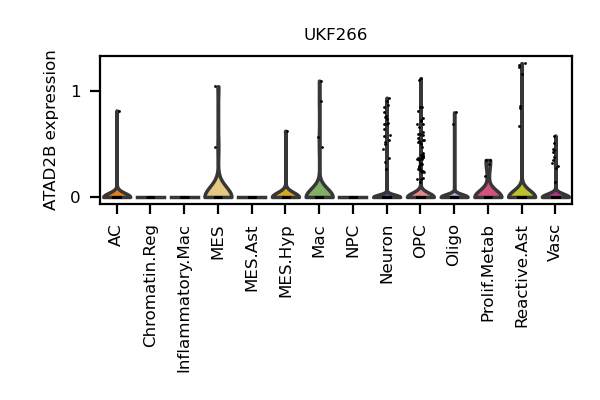 UKF266
ATAD2B expression
1
0
AC
Chromatin.Reg
Inflammatory.Mac
MES
MES.Ast
MES.Hyp
Mac
NPC
Neuron
OPC
Oligo
Prolif.Metab
Reactive.Ast
Vasc